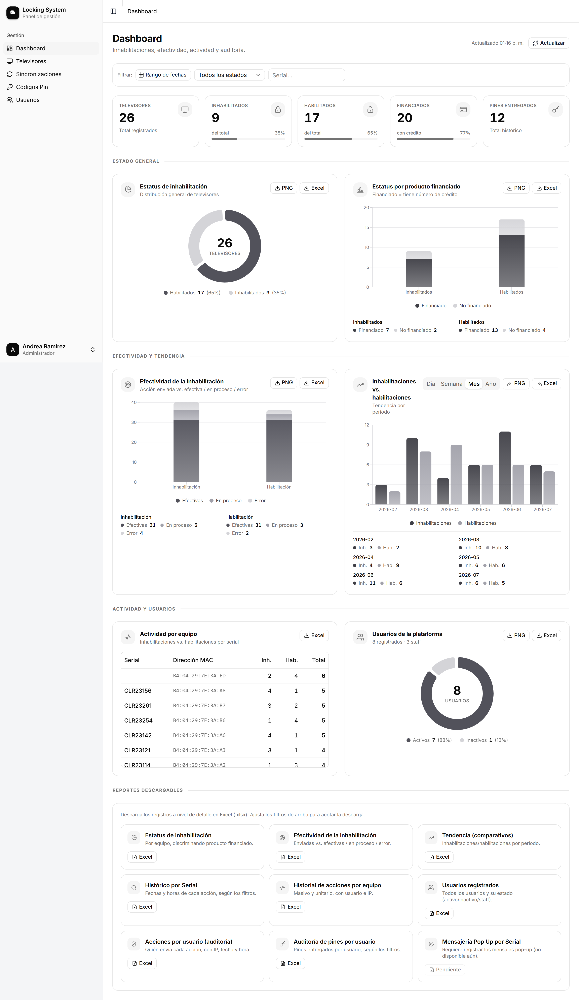 Locking System
Panel de gestión
Gestión
Dashboard
Televisores
Sincronizaciones
Códigos Pin
Usuarios
A
Andrea Ramírez
Administrador
Dashboard
Dashboard
Inhabilitaciones, efectividad, actividad y auditoría.
Actualizado 01:16 p. m.
Actualizar
Filtrar:
Rango de fechas
Todos los estados
Serial...
TELEVISORES
26
Total registrados
INHABILITADOS
9
del total 35%
HABILITADOS
17
del total 65%
FINANCIADOS
20
con crédito 77%
PINES ENTREGADOS
12
Total histórico
ESTADO GENERAL
Estatus de inhabilitación
Distribución general de televisores
PNG Excel
26
TELEVISORES
Habilitados 17 (65%) Inhabilitados 9 (35%)
Estatus por producto financiado
Financiado = tiene número de crédito
PNG Excel
20
15
10
5
0
Inhabilitados Habilitados
Financiado No financiado
Inhabilitados
Financiado 7 No financiado 2
Habilitados
Financiado 13 No financiado 4
EFECTIVIDAD Y TENDENCIA
Efectividad de la inhabilitación
Acción enviada vs. efectiva / en proceso / error
PNG Excel
40
30
20
10
0
Inhabilitación Habilitación
Efectivas En proceso Error
Inhabilitación
Efectivas 31 En proceso 5
Error 4
Habilitación
Efectivas 31 En proceso 3
Error 2
Inhabilitaciones
vs.
habilitaciones
Tendencia por
período
Día Semana Mes Año
PNG Excel
12
9
6
3
0
2026-02 2026-03 2026-04 2026-05 2026-06 2026-07
Inhabilitaciones Habilitaciones
2026-02
Inh. 3 Hab. 2
2026-03
Inh. 10 Hab. 8
2026-04
Inh. 4 Hab. 9
2026-05
Inh. 6 Hab. 6
2026-06
Inh. 11 Hab. 6
2026-07
Inh. 6 Hab. 5
ACTIVIDAD Y USUARIOS
Actividad por equipo
Inhabilitaciones vs. habilitaciones por serial
Excel
Serial Dirección MAC Inh. Hab. Total
— B4:04:29:7E:3A:ED 2 4 6
CLR23156 B4:04:29:7E:3A:A8 4 1 5
CLR23261 B4:04:29:7E:3A:B7 3 2 5
CLR23254 B4:04:29:7E:3A:B6 1 4 5
CLR23142 B4:04:29:7E:3A:A6 4 1 5
CLR23121 B4:04:29:7E:3A:A3 3 1 4
CLR23114 B4:04:29:7E:3A:A2 1 3 4
Usuarios de la plataforma
8 registrados · 3 staff
PNG Excel
8
USUARIOS
Activos 7 (88%) Inactivos 1 (13%)
REPORTES DESCARGABLES
Descarga los registros a nivel de detalle en Excel (.xlsx). Ajusta los filtros de arriba para acotar la descarga.
Estatus de inhabilitación
Por equipo, discriminando producto financiado.
Excel
Efectividad de la inhabilitación
Enviadas vs. efectivas / en proceso / error.
Excel
Tendencia (comparativos)
Inhabilitaciones/habilitaciones por período.
Excel
Histórico por Serial
Fechas y horas de cada acción, según los filtros.
Excel
Historial de acciones por equipo
Masivo y unitario, con usuario e IP.
Excel
Usuarios registrados
Todos los usuarios y su estado
(activo/inactivo/staff).
Excel
Acciones por usuario (auditoría)
Quién envía cada acción, con IP, fecha y hora.
Excel
Auditoría de pines por usuario
Pines entregados por usuario, según los filtros.
Excel
Mensajería Pop Up por Serial
Requiere registrar los mensajes pop-up (no
disponible aún).
Pendiente